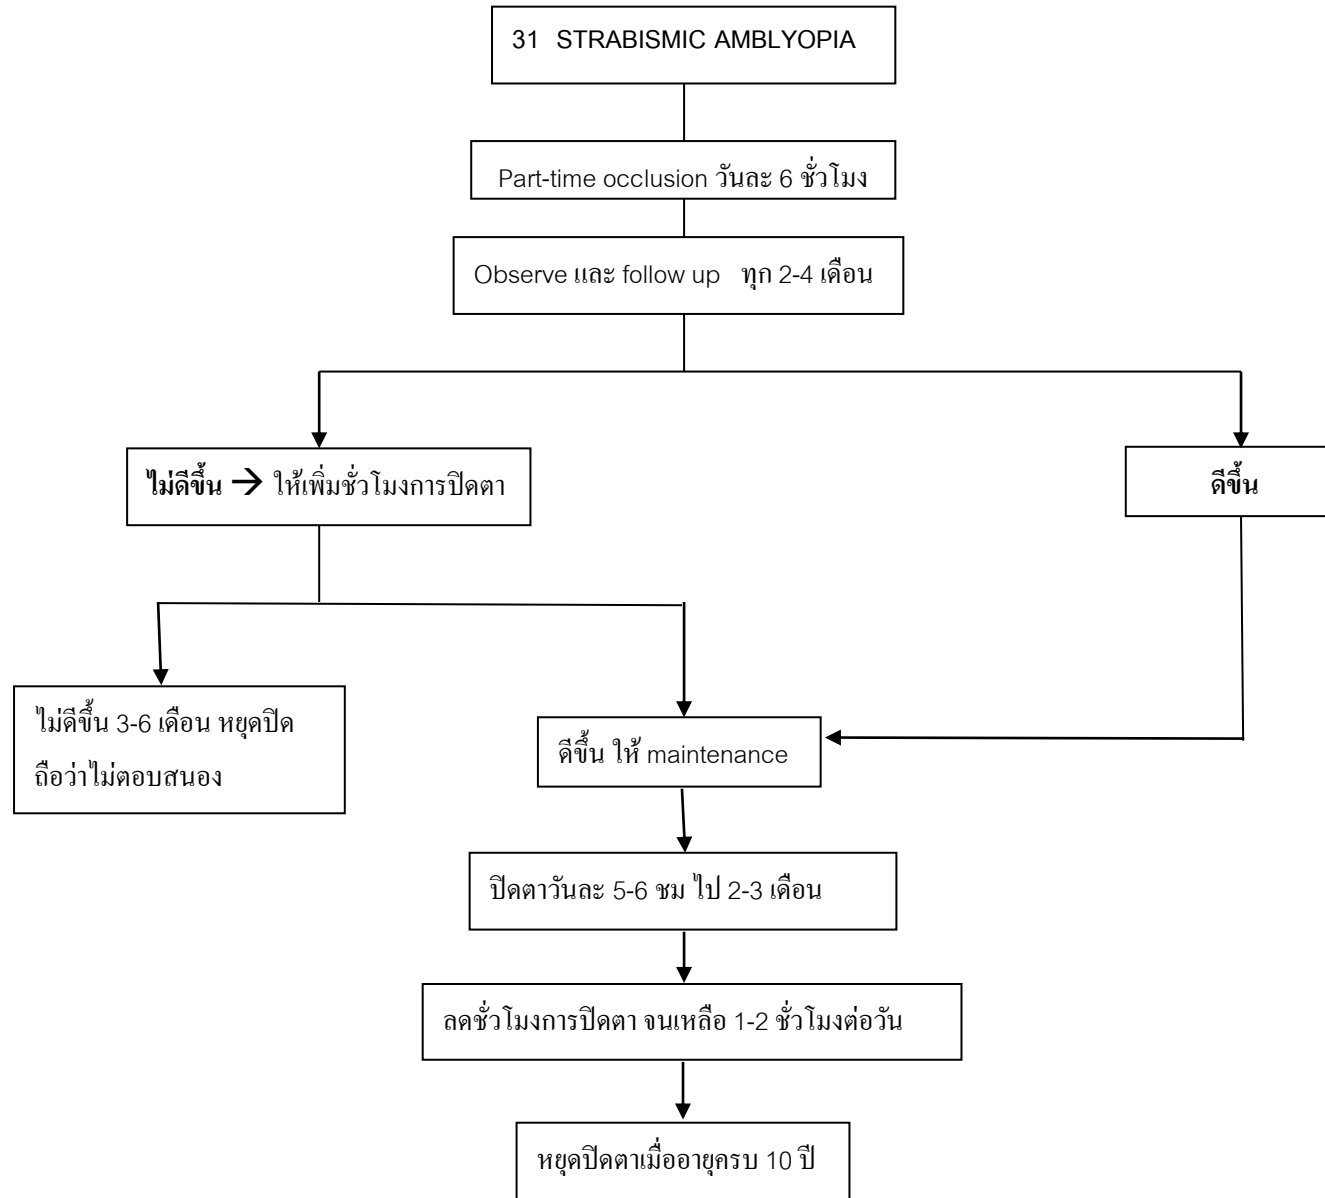 31 STRABISMIC AMBLYOPIA
Part-time occlusion วันละ 6 ชั่วโมง
Observe และ follow up ทุก 2-4 เดือน
ไม่ดีขึ้น → ให้เพิ่มชั่วโมงการปิดตา
ดีขึ้น
ไม่ดีขึ้น 3-6 เดือน หยุดปิด
ถือว่าไม่ตอบสนอง
ดีขึ้น ให้ maintenance
ปิดตาวันละ 5-6 ชม ไป 2-3 เดือน
ลดชั่วโมงการปิดตา จนเหลือ 1-2 ชั่วโมงต่อวัน
หยุดปิดตาเมื่ออายุครบ 10 ปี